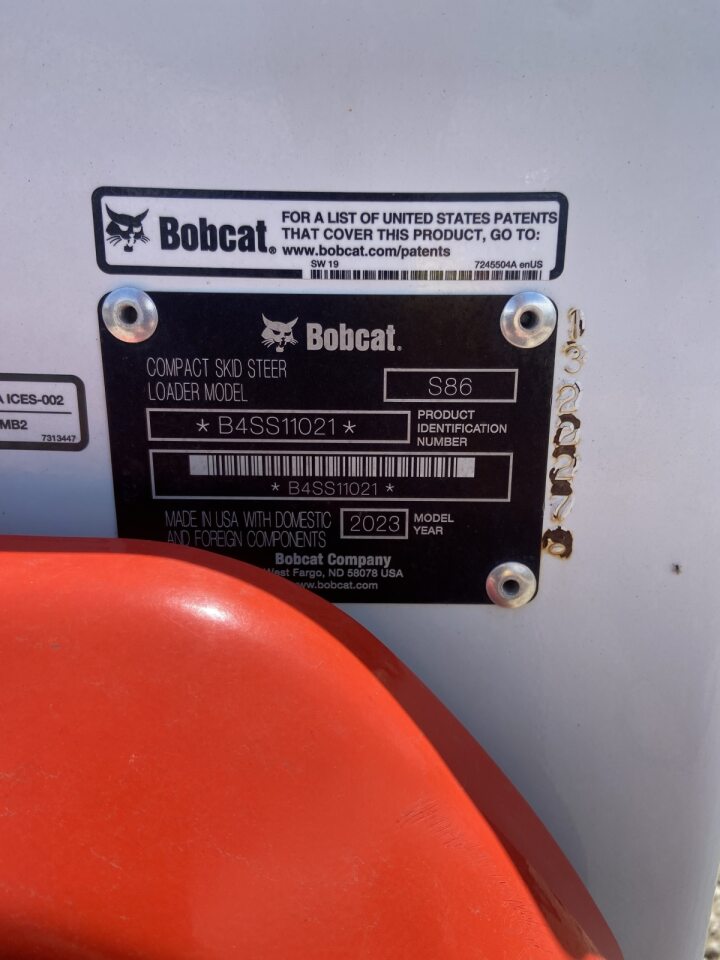 Bobcat®
FOR A LIST OF UNITED STATES PATENTS
THAT COVER THIS PRODUCT, GO TO:
www.bobcat.com/patents
SW 19
7245504A enUS
Bobcat®
COMPACT SKID STEER
LOADER MODEL
S86
* B4SS11021 *
PRODUCT
IDENTIFICATION
NUMBER
* B4SS11021 *
MADE IN USA WITH DOMESTIC
AND FOREIGN COMPONENTS
2023
MODEL
YEAR
Bobcat Company
West Fargo, ND 58078 USA
www.bobcat.com
ICES-002
MB2
7313447